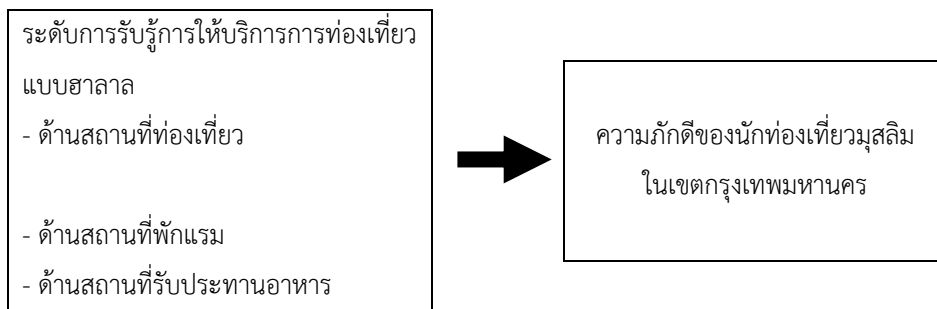 ระดับการรับรู้การให้บริการการท่องเที่ยว
แบบฮาลาล
- ด้านสถานที่ท่องเที่ยว
- ด้านสถานที่พักแรม
- ด้านสถานที่รับประทานอาหาร
ความภักดีของนักท่องเที่ยวมุสลิม
ในเขตกรุงเทพมหานคร